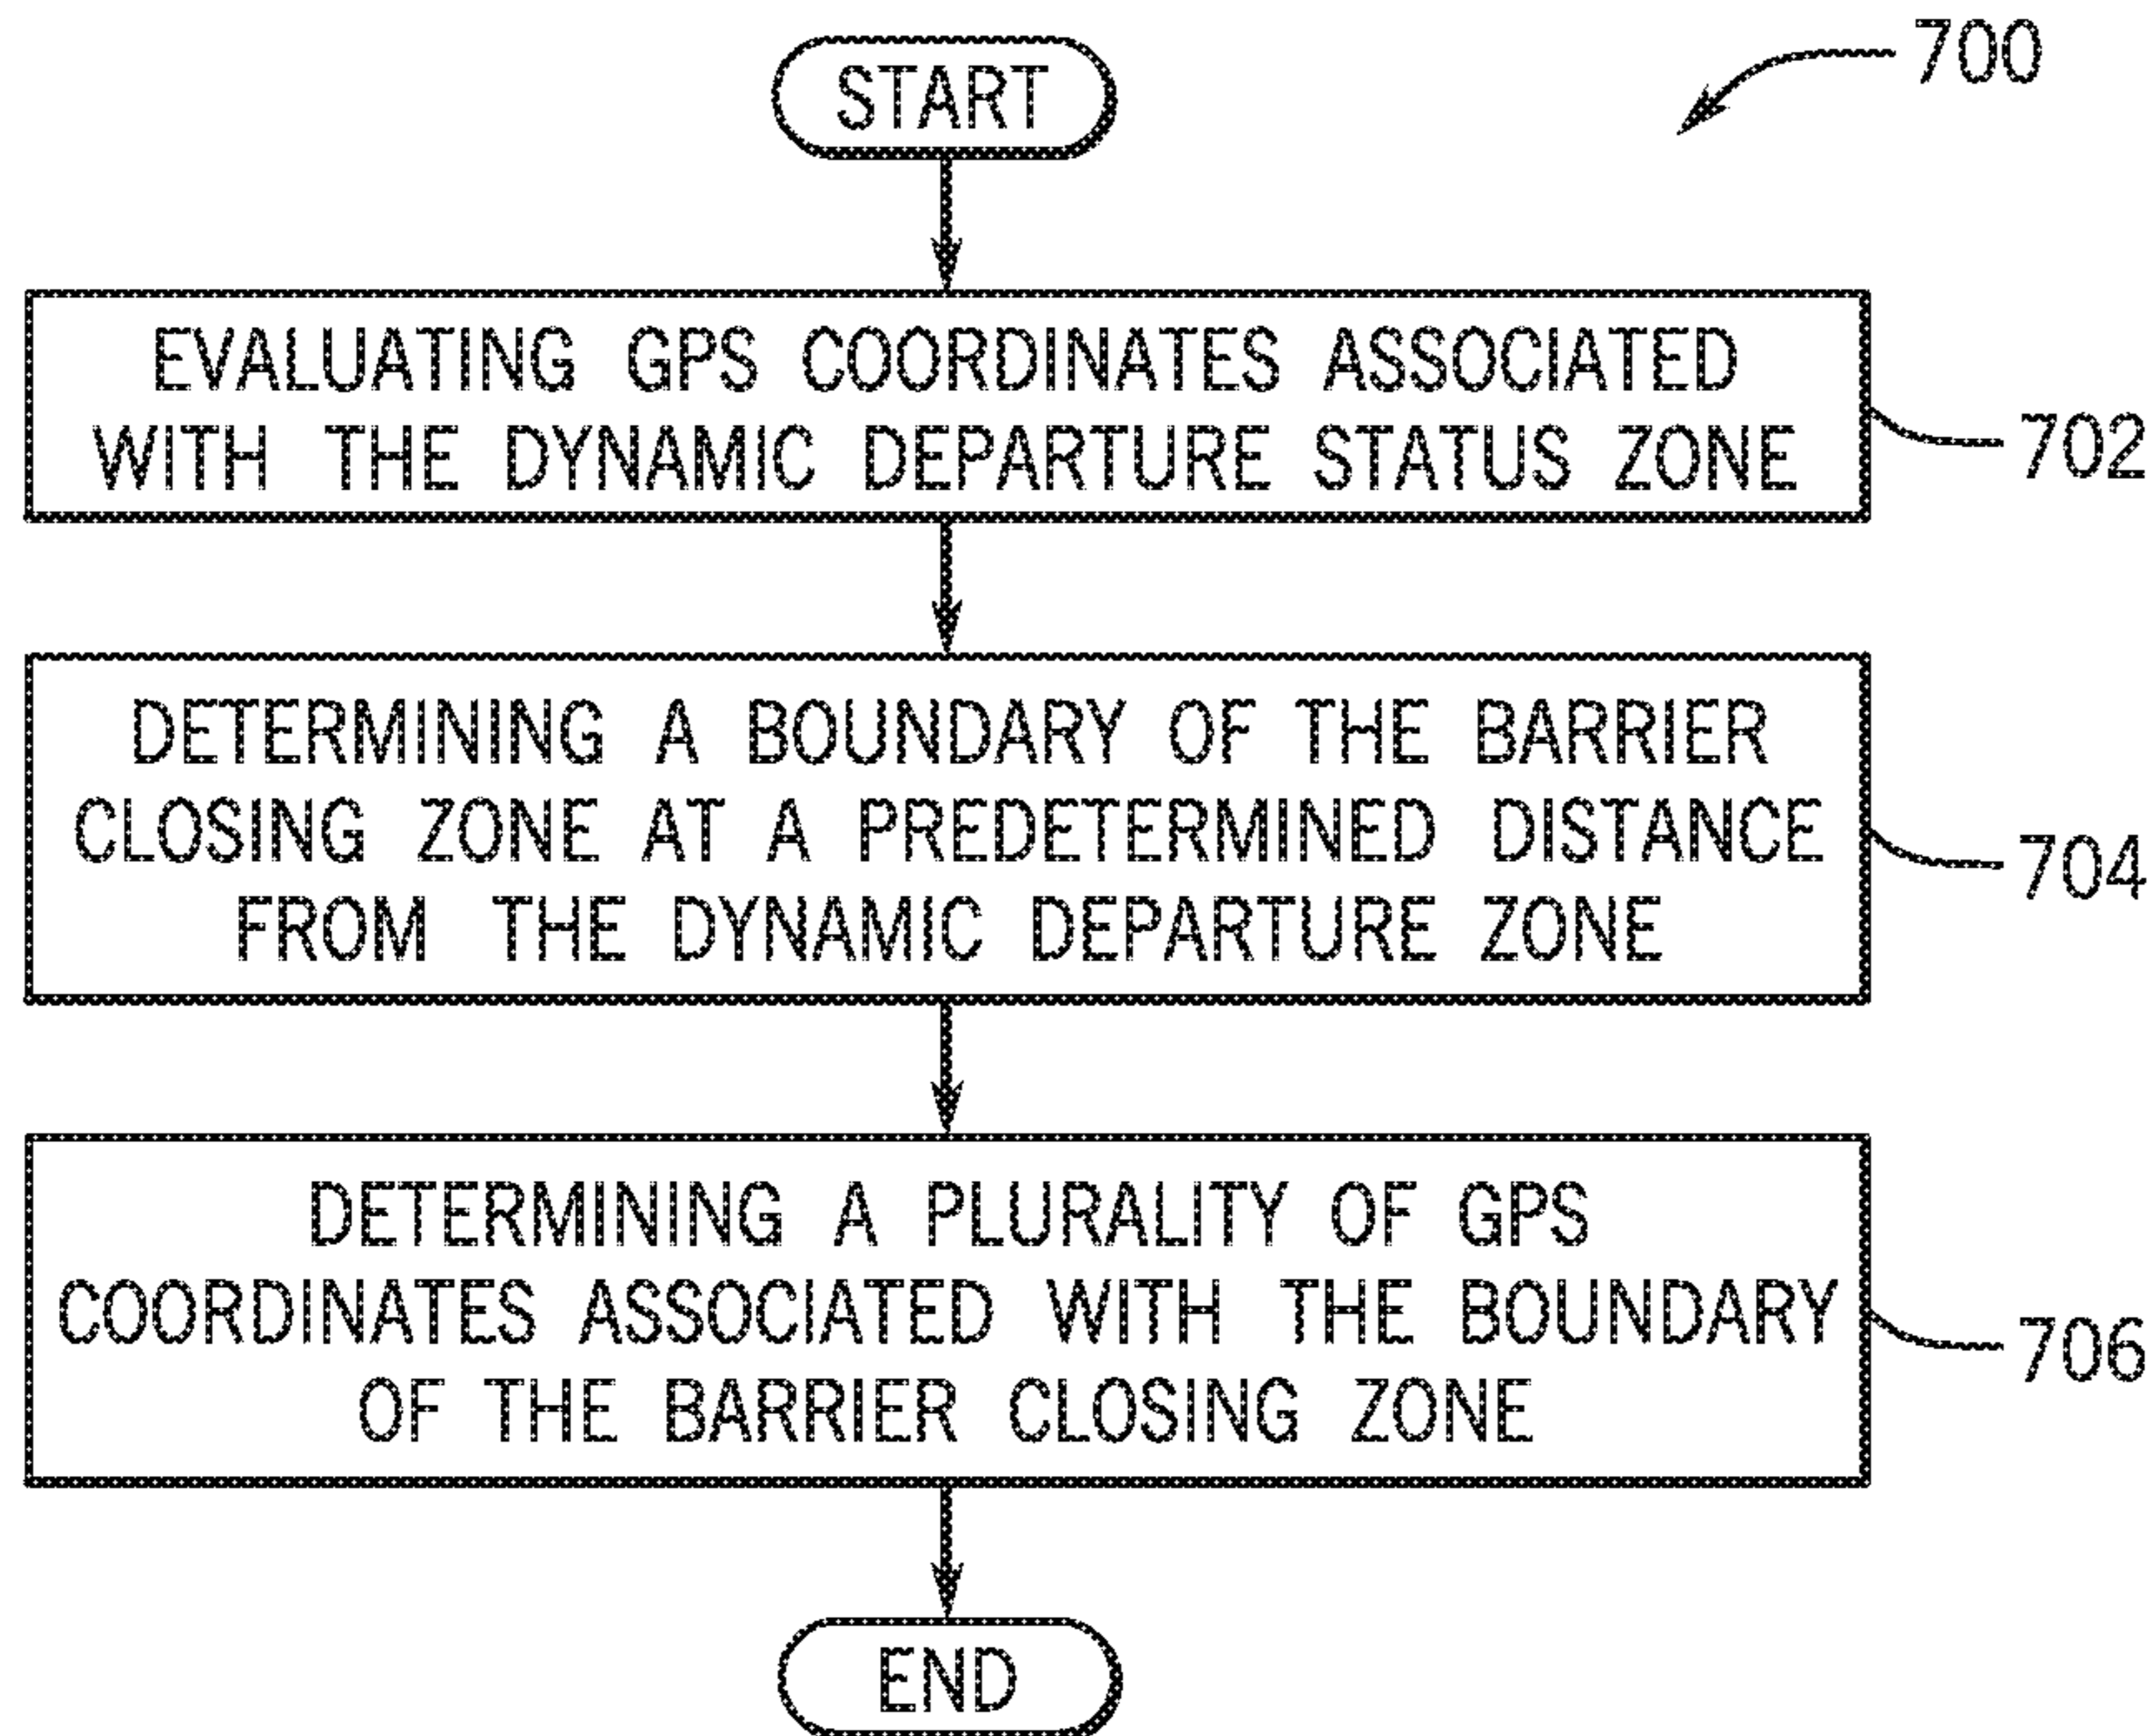 START
700
EVALUATING GPS COORDINATES ASSOCIATED
WITH THE DYNAMIC DEPARTURE STATUS ZONE
702
DETERMINING A BOUNDARY OF THE BARRIER
CLOSING ZONE AT A PREDETERMINED DISTANCE
FROM THE DYNAMIC DEPARTURE ZONE
704
DETERMINING A PLURALITY OF GPS
COORDINATES ASSOCIATED WITH THE BOUNDARY
OF THE BARRIER CLOSING ZONE
706
END